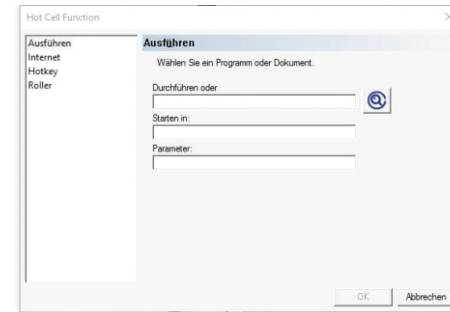 Hot Cell Function
Ausführen
Internet
Hotkey
Roller
Ausführen
Wählen Sie ein Programm oder Dokument.
Durchführen oder
Starten in:
Parameter:
OK
Abbrechen